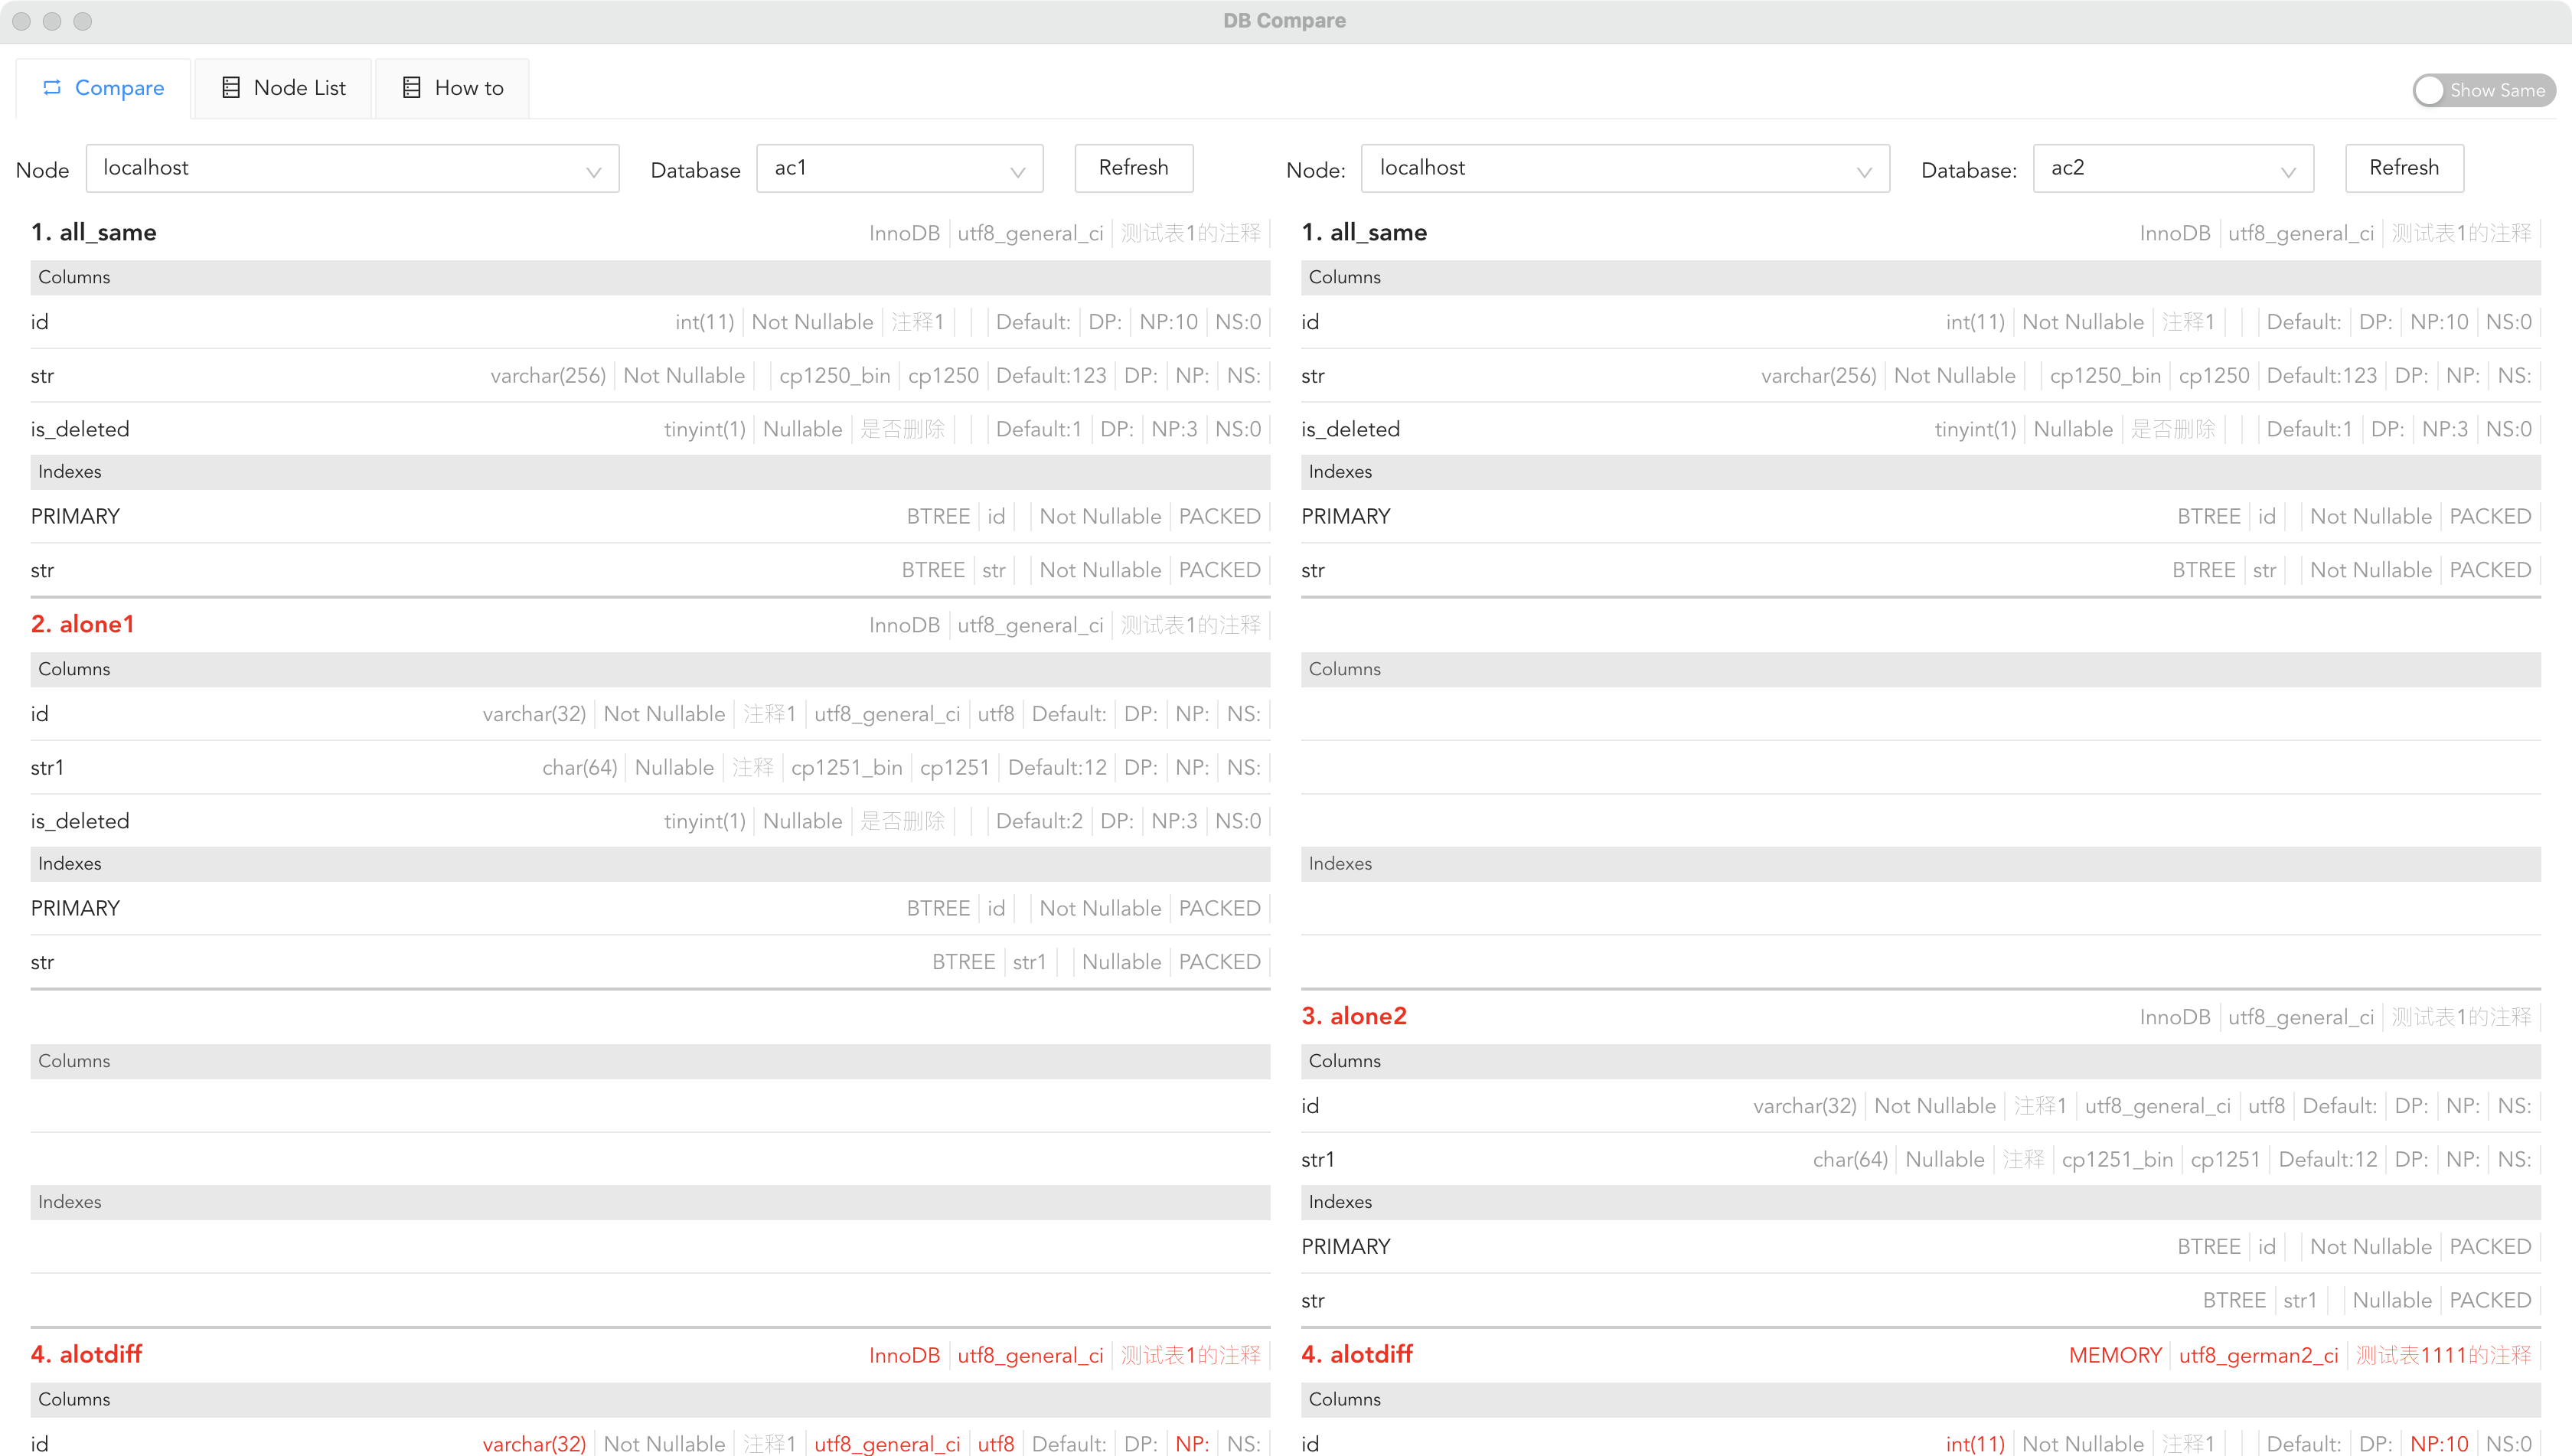 DB Compare
Compare Node List How to Show Same
Node localhost Database ac1 Refresh Node: localhost Database: ac2 Refresh
1. all_same InnoDB utf8_general_ci 测试表1的注释
Columns
id int(11) Not Nullable 注释1 Default: DP: NP:10 NS:0
str varchar(256) Not Nullable cp1250_bin cp1250 Default:123 DP: NP: NS:
is_deleted tinyint(1) Nullable 是否删除 Default:1 DP: NP:3 NS:0
Indexes
PRIMARY BTREE id Not Nullable PACKED
str BTREE str Not Nullable PACKED
2. alone1 InnoDB utf8_general_ci 测试表1的注释
Columns
id varchar(32) Not Nullable 注释1 utf8_general_ci utf8 Default: DP: NP: NS:
str1 char(64) Nullable 注释 cp1251_bin cp1251 Default:12 DP: NP: NS:
is_deleted tinyint(1) Nullable 是否删除 Default:2 DP: NP:3 NS:0
Indexes
PRIMARY BTREE id Not Nullable PACKED
str BTREE str1 Nullable PACKED
Columns
Indexes
4. alotdiff InnoDB utf8_general_ci 测试表1的注释
Columns
id varchar(32) Not Nullable 注释1 utf8_general_ci utf8 Default: DP: NP: NS:
1. all_same InnoDB utf8_general_ci 测试表1的注释
Columns
id int(11) Not Nullable 注释1 Default: DP: NP:10 NS:0
str varchar(256) Not Nullable cp1250_bin cp1250 Default:123 DP: NP: NS:
is_deleted tinyint(1) Nullable 是否删除 Default:1 DP: NP:3 NS:0
Indexes
PRIMARY BTREE id Not Nullable PACKED
str BTREE str Not Nullable PACKED
Columns
Indexes
3. alone2 InnoDB utf8_general_ci 测试表1的注释
Columns
id varchar(32) Not Nullable 注释1 utf8_general_ci utf8 Default: DP: NP: NS:
str1 char(64) Nullable 注释 cp1251_bin cp1251 Default:12 DP: NP: NS:
Indexes
PRIMARY BTREE id Not Nullable PACKED
str BTREE str1 Nullable PACKED
4. alotdiff MEMORY utf8_german2_ci 测试表1111的注释
Columns
id int(11) Not Nullable 注释1 Default: DP: NP:10 NS:0